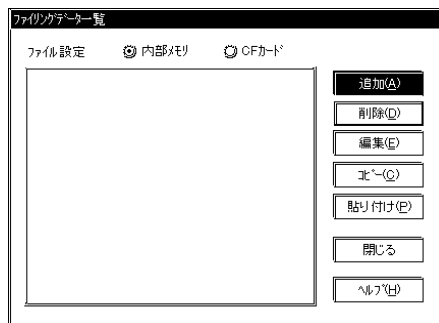 ﾌｧｲﾘﾝｸﾞﾃﾞｰﾀ一覧
ﾌｧｲﾙ設定 内部ﾒﾓﾘ CFｶｰﾄﾞ
追加(A)
削除(D)
編集(E)
ｺﾋﾟｰ(C)
貼り付け(P)
閉じる
ﾍﾙﾌﾟ(H)